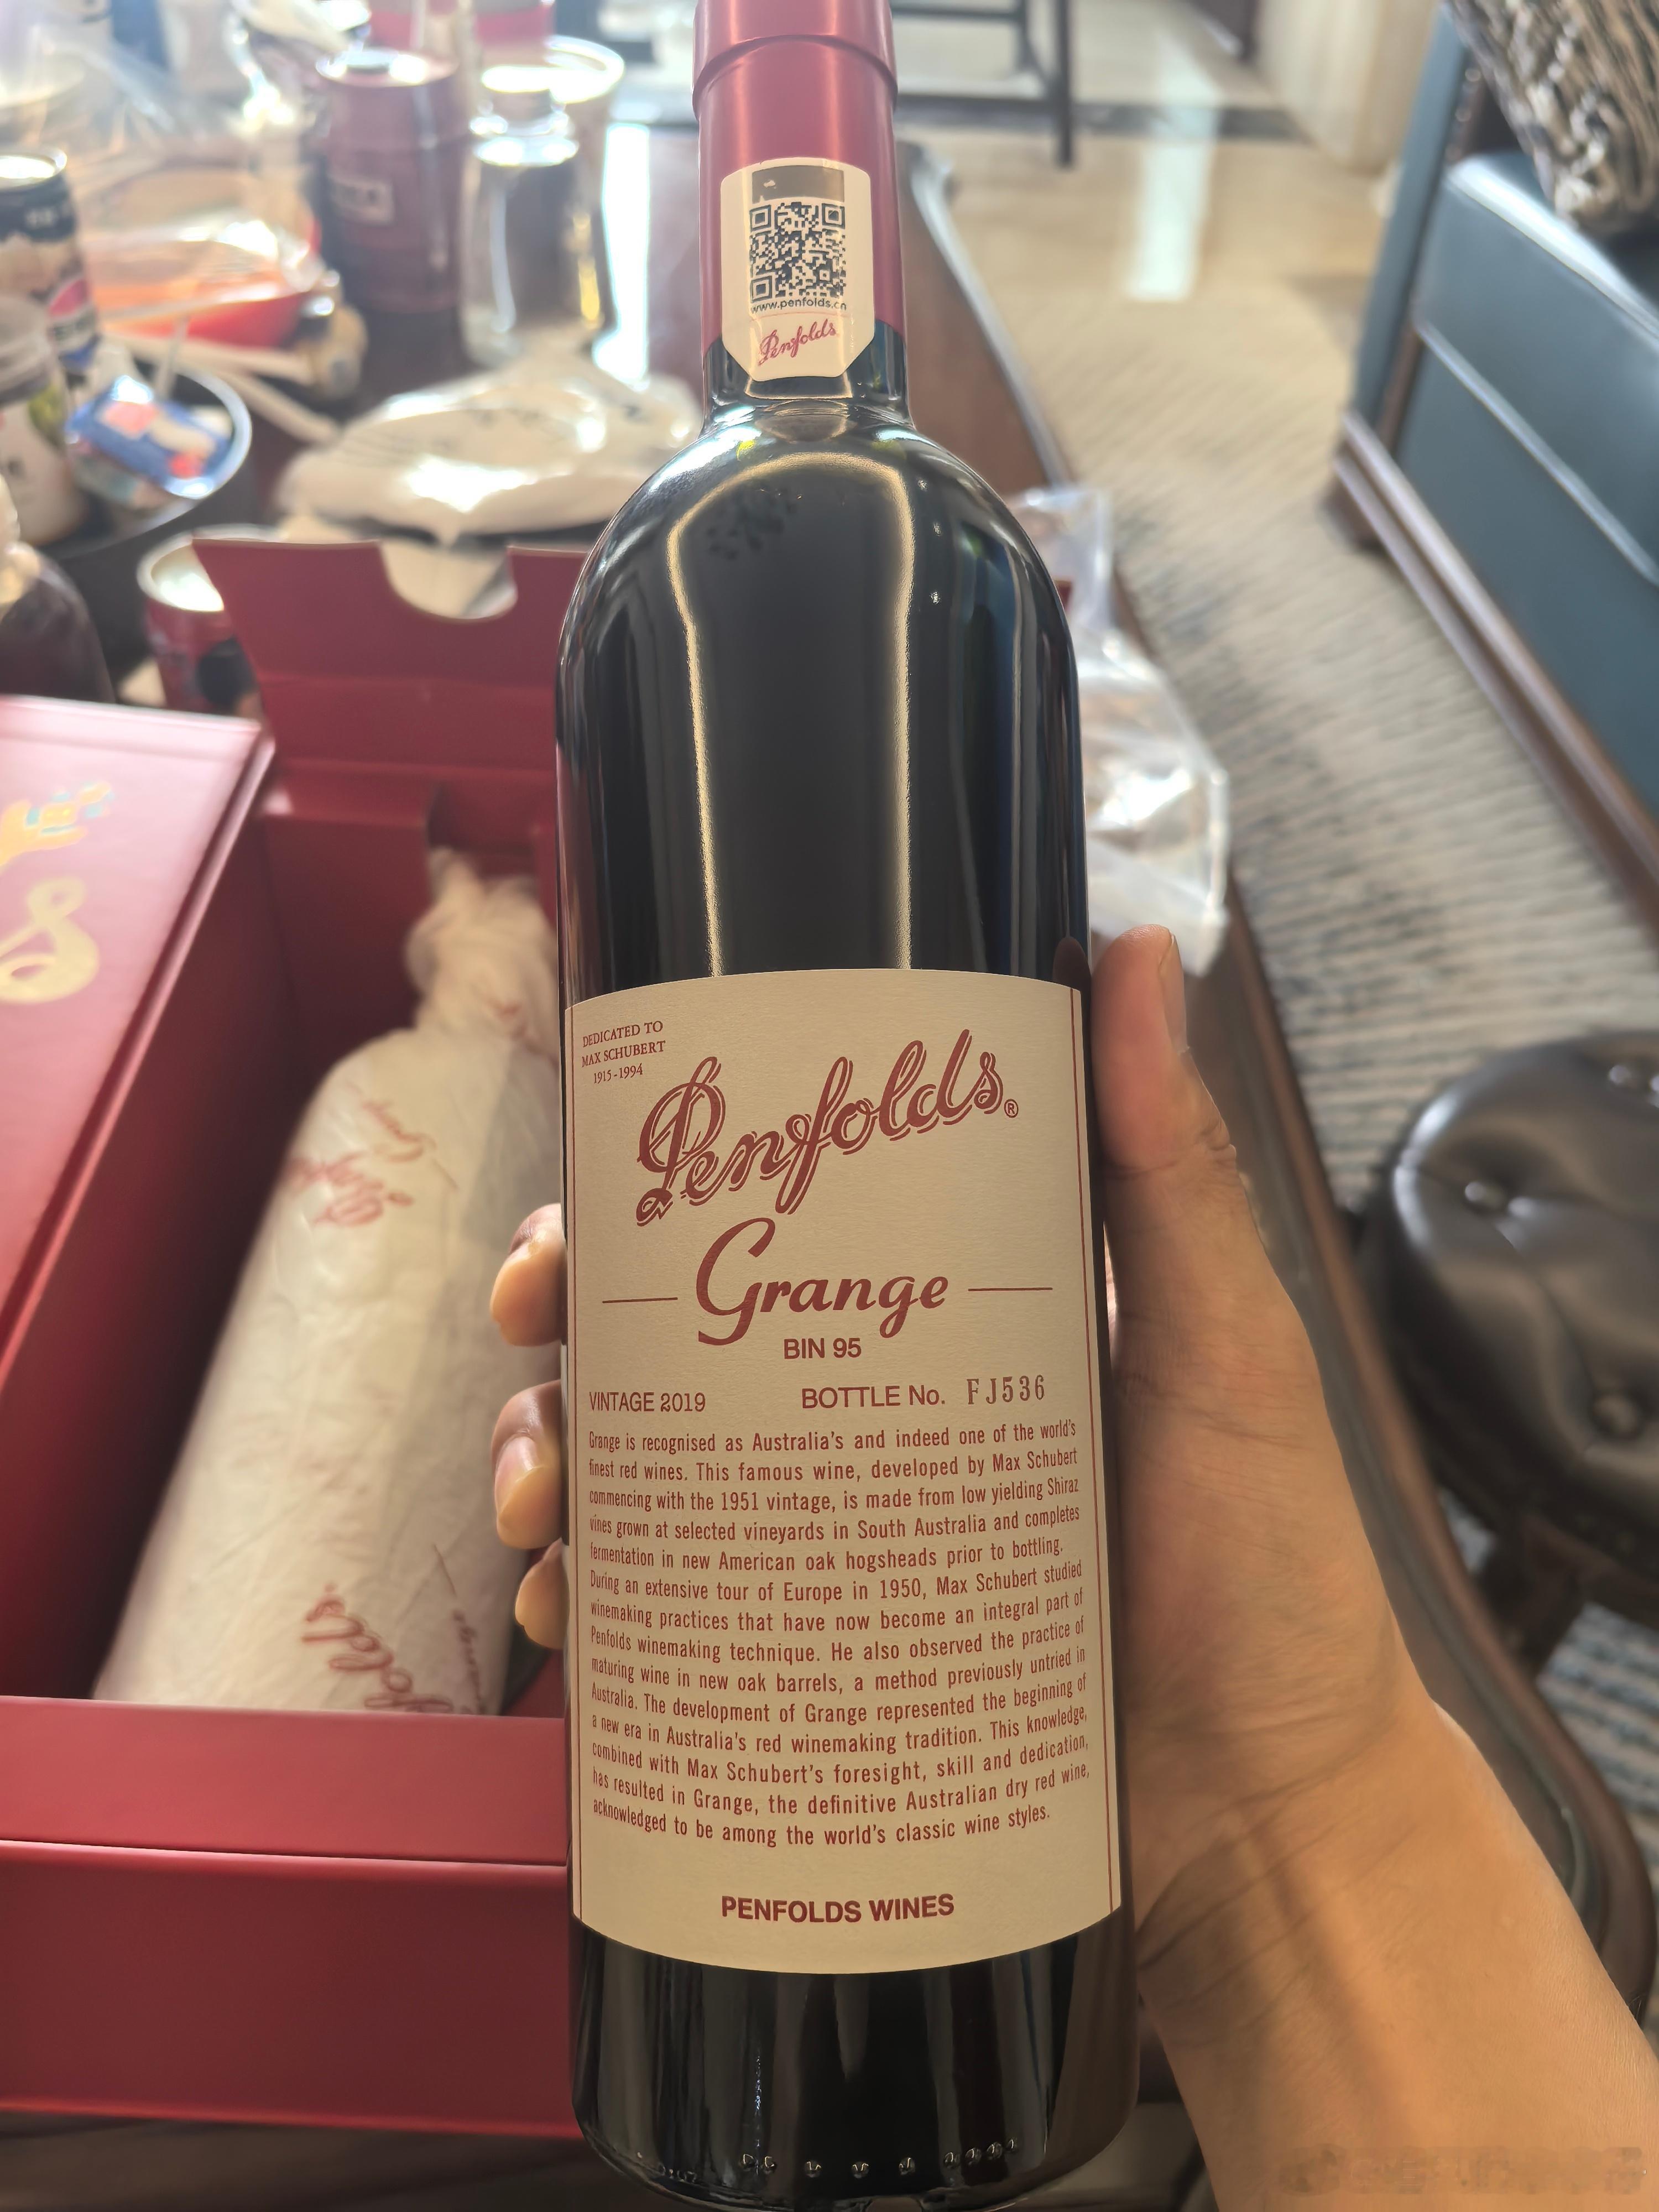 www.penfolds.cn
Penfolds
DEDICATED TO
MAX SCHUBERT
1915-1994
Penfolds®
Grange
BIN 95
VINTAGE 2019 BOTTLE No. FJ536
Grange is recognised as Australia's and indeed one of the world's
finest red wines. This famous wine, developed by Max Schubert
commencing with the 1951 vintage, is made from low yielding Shiraz
vines grown at selected vineyards in South Australia and completes
fermentation in new American oak hogsheads prior to bottling.
During an extensive tour of Europe in 1950, Max Schubert studied
winemaking practices that have now become an integral part of
Penfolds winemaking technique. He also observed the practice of
maturing wine in new oak barrels, a method previously untried in
Australia. The development of Grange represented the beginning of
a new era in Australia's red winemaking tradition. This knowledge,
combined with Max Schubert's foresight, skill and dedication,
has resulted in Grange, the definitive Australian dry red wine,
acknowledged to be among the world's classic wine styles.
PENFOLDS WINES